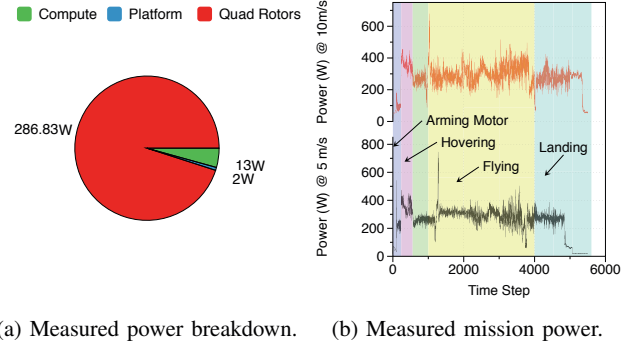 Compute Platform Quad Rotors
286.83W
13W
2W
Power (W) @ 10m/s
600
400
200
0
Power (W) @ 5 m/s
800
600
400
200
0
Arming Motor
Hovering
Flying
Landing
0 2000 4000 6000
Time Step
(a) Measured power breakdown. (b) Measured mission power.